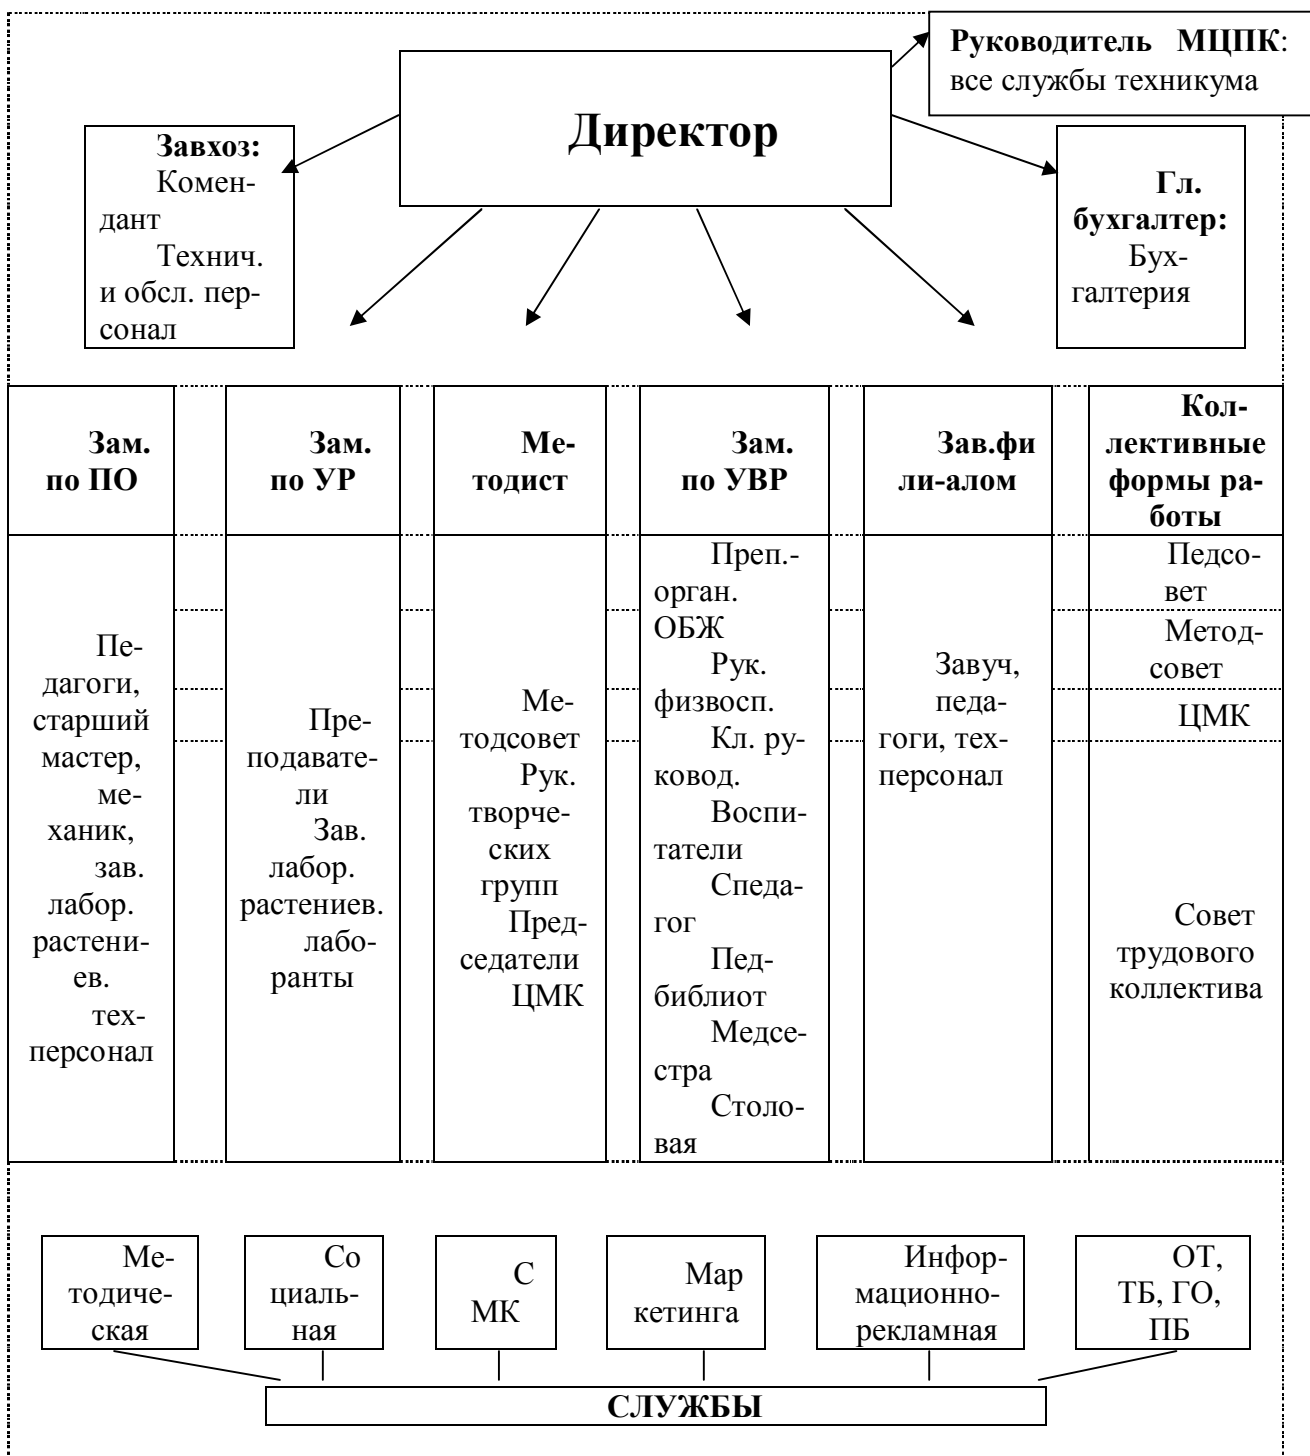 Руководитель МЦПК:
все службы техникума
Директор
Завхоз:
Комен-
дант
Технич.
и обсл. пер-
сонал
Гл.
бухгалтер:
Бух-
галтерия
Зам.
по ПО
Зам.
по УР
Ме-
тодист
Зам.
по УВР
Зав.фи
ли-алом
Кол-
лективные
формы ра-
боты
Пе-
дагоги,
старший
мастер,
ме-
ханик,
зав.
лабор.
растени-
ев.
тех-
персонал
Пре-
подавате-
ли
Зав.
лабор.
растениев.
лабо-
ранты
Ме-
тодсовет
Рук.
творче-
ских
групп
Пред-
седатели
ЦМК
Преп.-
орган.
ОБЖ
Рук.
физвосп.
Кл. ру-
ковод.
Воспи-
татели
Спеда-
гог
Пед-
библиот
Медсе-
стра
Столо-
вая
Завуч,
педа-
гоги, тех-
персонал
Педсо-
вет
Метод-
совет
ЦМК
Совет
трудового
коллектива
Ме-
тодиче-
ская
Со
циаль-
ная
С
МК
Мар
кетинга
Инфор-
мационно-
рекламная
ОТ,
ТБ, ГО,
ПБ
СЛУЖБЫ